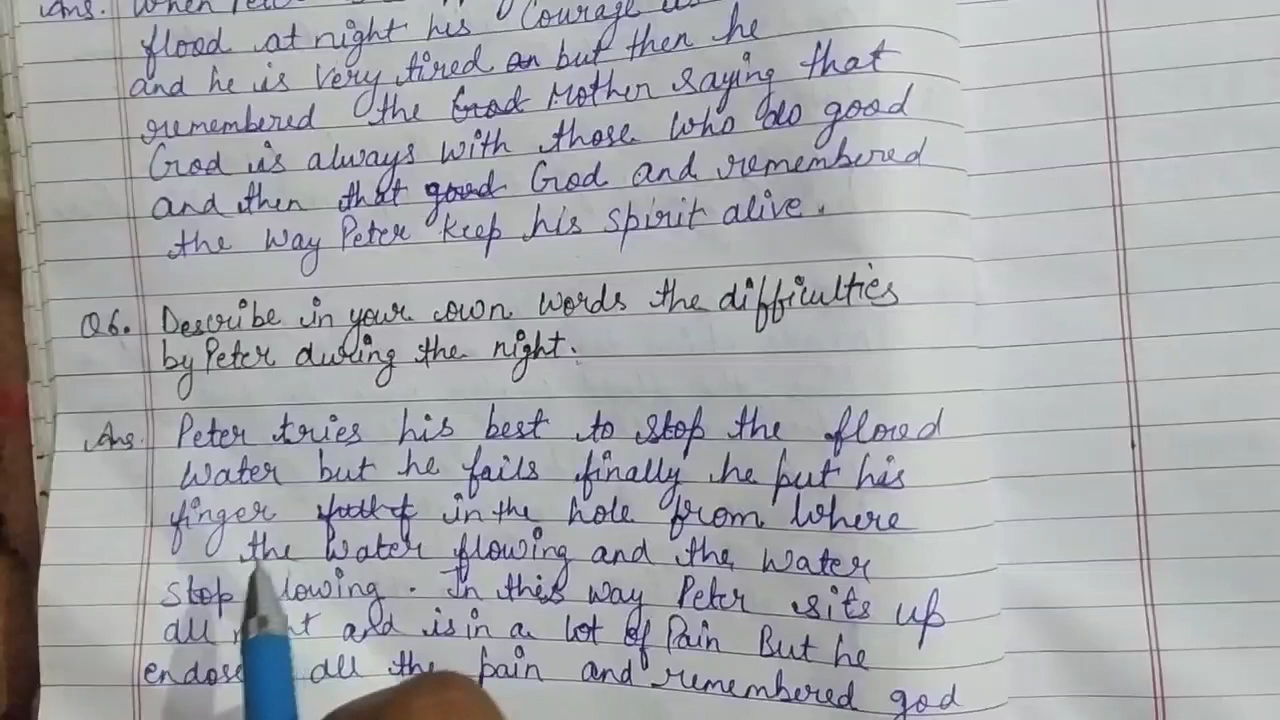 Ans. When
flood at night his Courage
and he is very tired an but then he
remembered the God Mother saying that
God is always with those who do good
and then that good God and remembered
the way Peter keep his spirit alive.
Q6. Describe in your own words the difficulties
by Peter during the night.
Ans. Peter tries his best to stop the flowed
water but he fails finally he put his
finger in the hole from where
the water flowing and the water
stop lowing. In this way Peter sits up
all and is in a lot of Pain But he
all the pain and remembered god